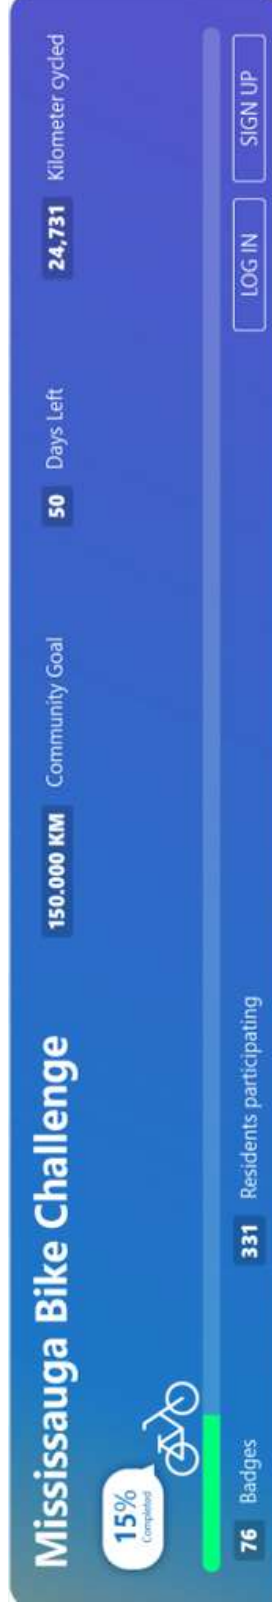 Mississauga Bike Challenge
150.000 KM Community Goal
50 Days Left
24,731 Kilometer cycled
15%
Completed
76 Badges
331 Residents participating
LOG IN
SIGN UP